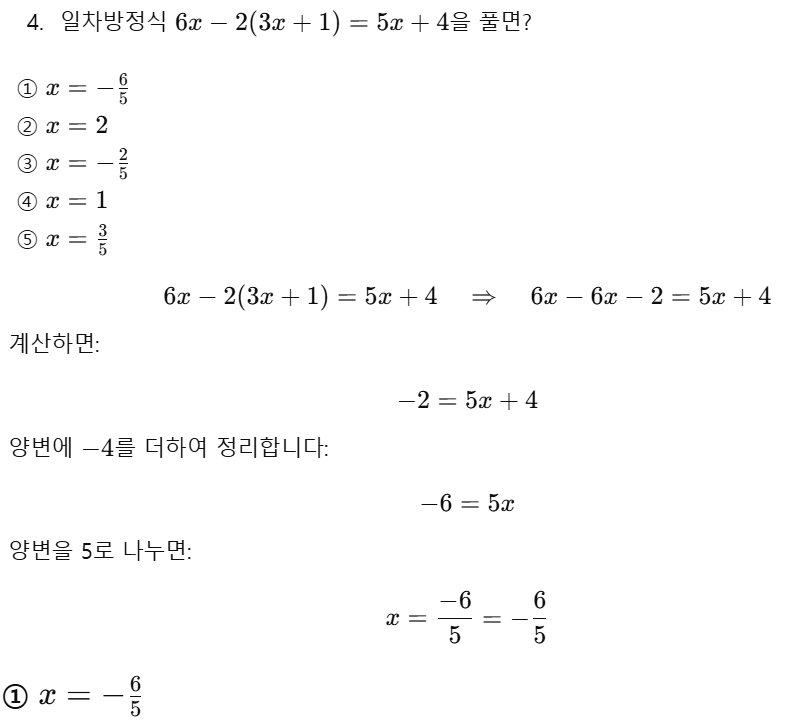 4. 일차방정식 6x − 2(3x + 1) = 5x + 4을 풀면?
① x = −6/5
② x = 2
③ x = −2/5
④ x = 1
⑤ x = 3/5
6x − 2(3x + 1) = 5x + 4 ⇒ 6x − 6x − 2 = 5x + 4
계산하면:
−2 = 5x + 4
양변에 −4를 더하여 정리합니다:
−6 = 5x
양변을 5로 나누면:
x = −6/5 = −6/5
① x = −6/5